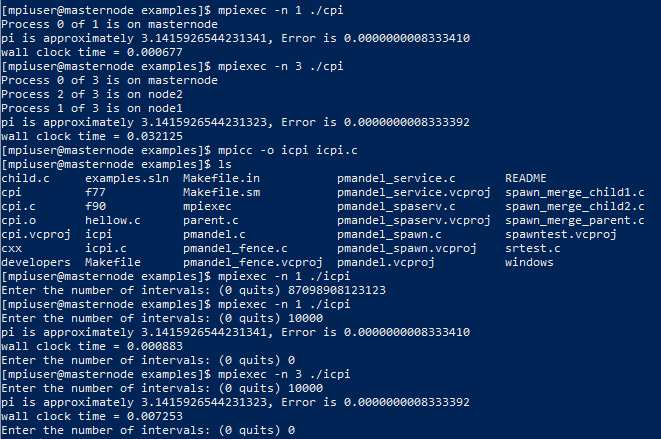 [mpiuser@masternode examples]$ mpiexec -n 1 ./cpi
Process 0 of 1 is on masternode
pi is approximately 3.1415926544231341, Error is 0.0000000008333410
wall clock time = 0.000677
[mpiuser@masternode examples]$ mpiexec -n 3 ./cpi
Process 0 of 3 is on masternode
Process 2 of 3 is on node2
Process 1 of 3 is on node1
pi is approximately 3.1415926544231323, Error is 0.0000000008333392
wall clock time = 0.032125
[mpiuser@masternode examples]$ mpicc -o icpi icpi.c
[mpiuser@masternode examples]$ ls
child.c examples.sln Makefile.in pmandel_service.c README
cpi f77 Makefile.sm pmandel_service.vcproj spawn_merge_child1.c
cpi.c f90 mpiexec pmandel_spaserv.c spawn_merge_child2.c
cpi.o hellow.c parent.c pmandel_spaserv.vcproj spawn_merge_parent.c
cpi.vcproj icpi pmandel.c pmandel_spawn.c spawntest.vcproj
cxx icpi.c pmandel_fence.c pmandel_spawn.vcproj srtest.c
developers Makefile pmandel_fence.vcproj pmandel.vcproj windows
[mpiuser@masternode examples]$ mpiexec -n 1 ./icpi
Enter the number of intervals: (0 quits) 87098908123123
[mpiuser@masternode examples]$ mpiexec -n 1 ./icpi
Enter the number of intervals: (0 quits) 10000
pi is approximately 3.1415926544231341, Error is 0.0000000008333410
wall clock time = 0.000883
Enter the number of intervals: (0 quits) 0
[mpiuser@masternode examples]$ mpiexec -n 3 ./icpi
Enter the number of intervals: (0 quits) 10000
pi is approximately 3.1415926544231323, Error is 0.0000000008333392
wall clock time = 0.007253
Enter the number of intervals: (0 quits) 0